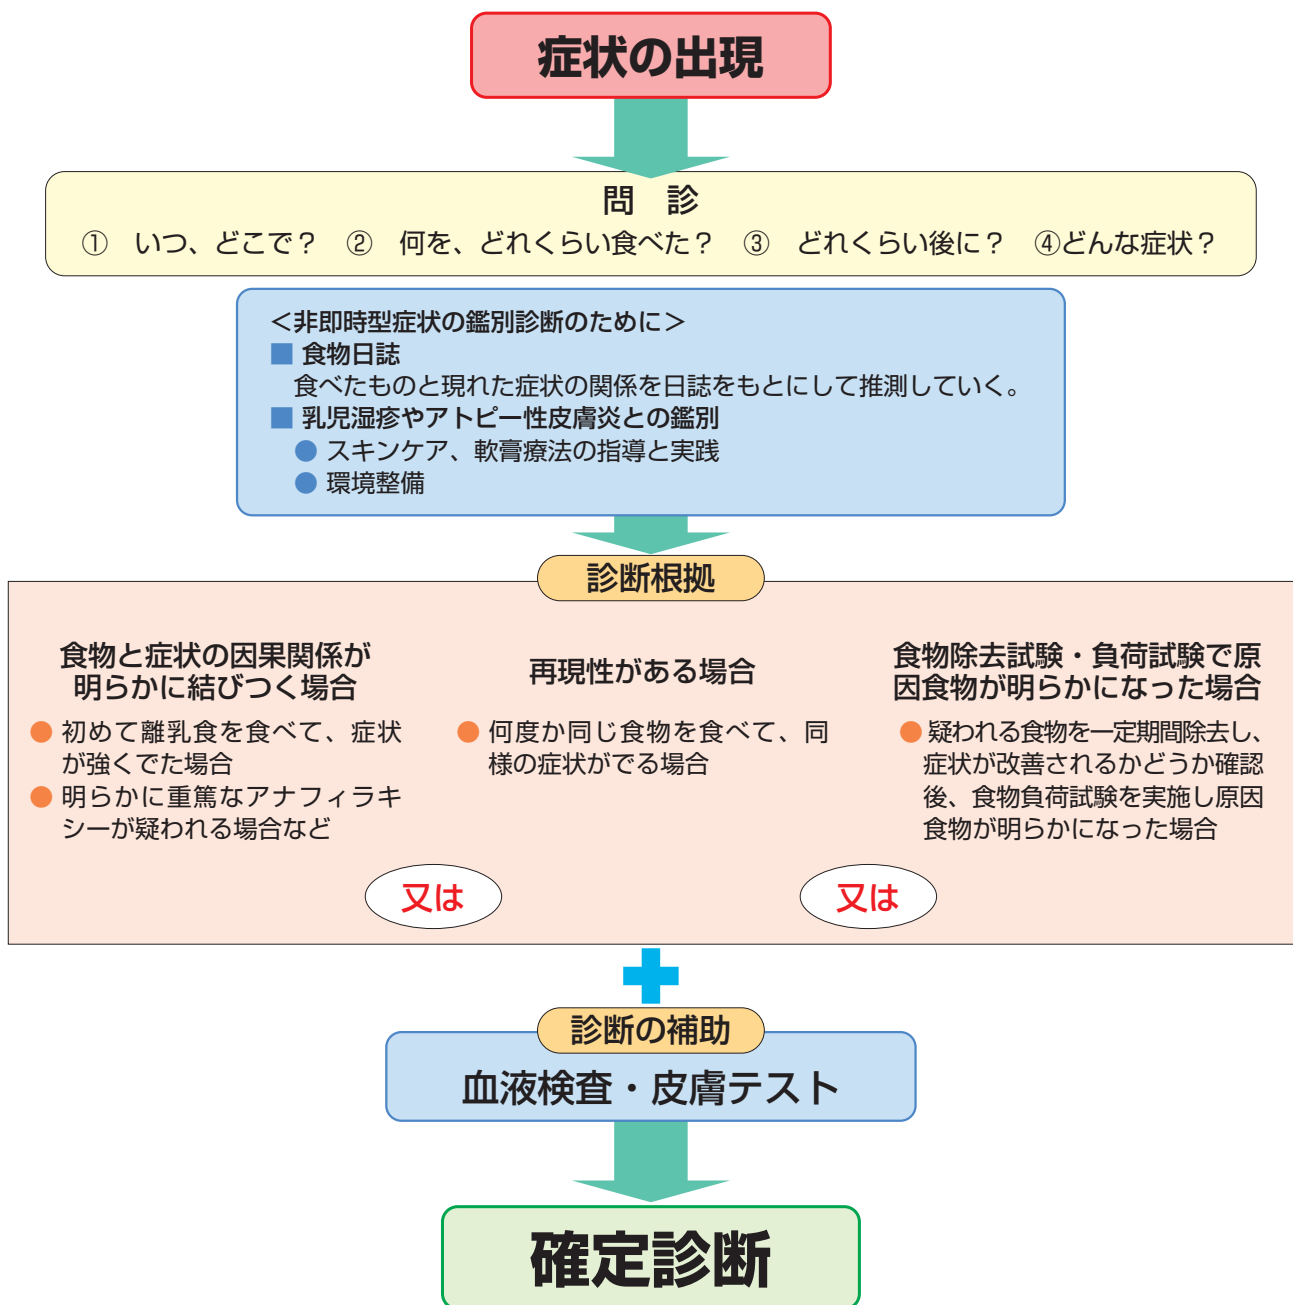 症状の出現
問　診
①　いつ、どこで？　②　何を、どれくらい食べた？　③　どれくらい後に？　④どんな症状？
＜非即時型症状の鑑別診断のために＞
■ 食物日誌
食べたものと現れた症状の関係を日誌をもとにして推測していく。
■ 乳児湿疹やアトピー性皮膚炎との鑑別
● スキンケア、軟膏療法の指導と実践
● 環境整備
診断根拠
食物と症状の因果関係が
明らかに結びつく場合
● 初めて離乳食を食べて、症状
が強くでた場合
● 明らかに重篤なアナフィラキ
シーが疑われる場合など
再現性がある場合
● 何度か同じ食物を食べて、同
様の症状がでる場合
食物除去試験・負荷試験で原
因食物が明らかになった場合
● 疑われる食物を一定期間除去し、
症状が改善されるかどうか確認
後、食物負荷試験を実施し原因
食物が明らかになった場合
又は
又は
診断の補助
血液検査・皮膚テスト
確定診断